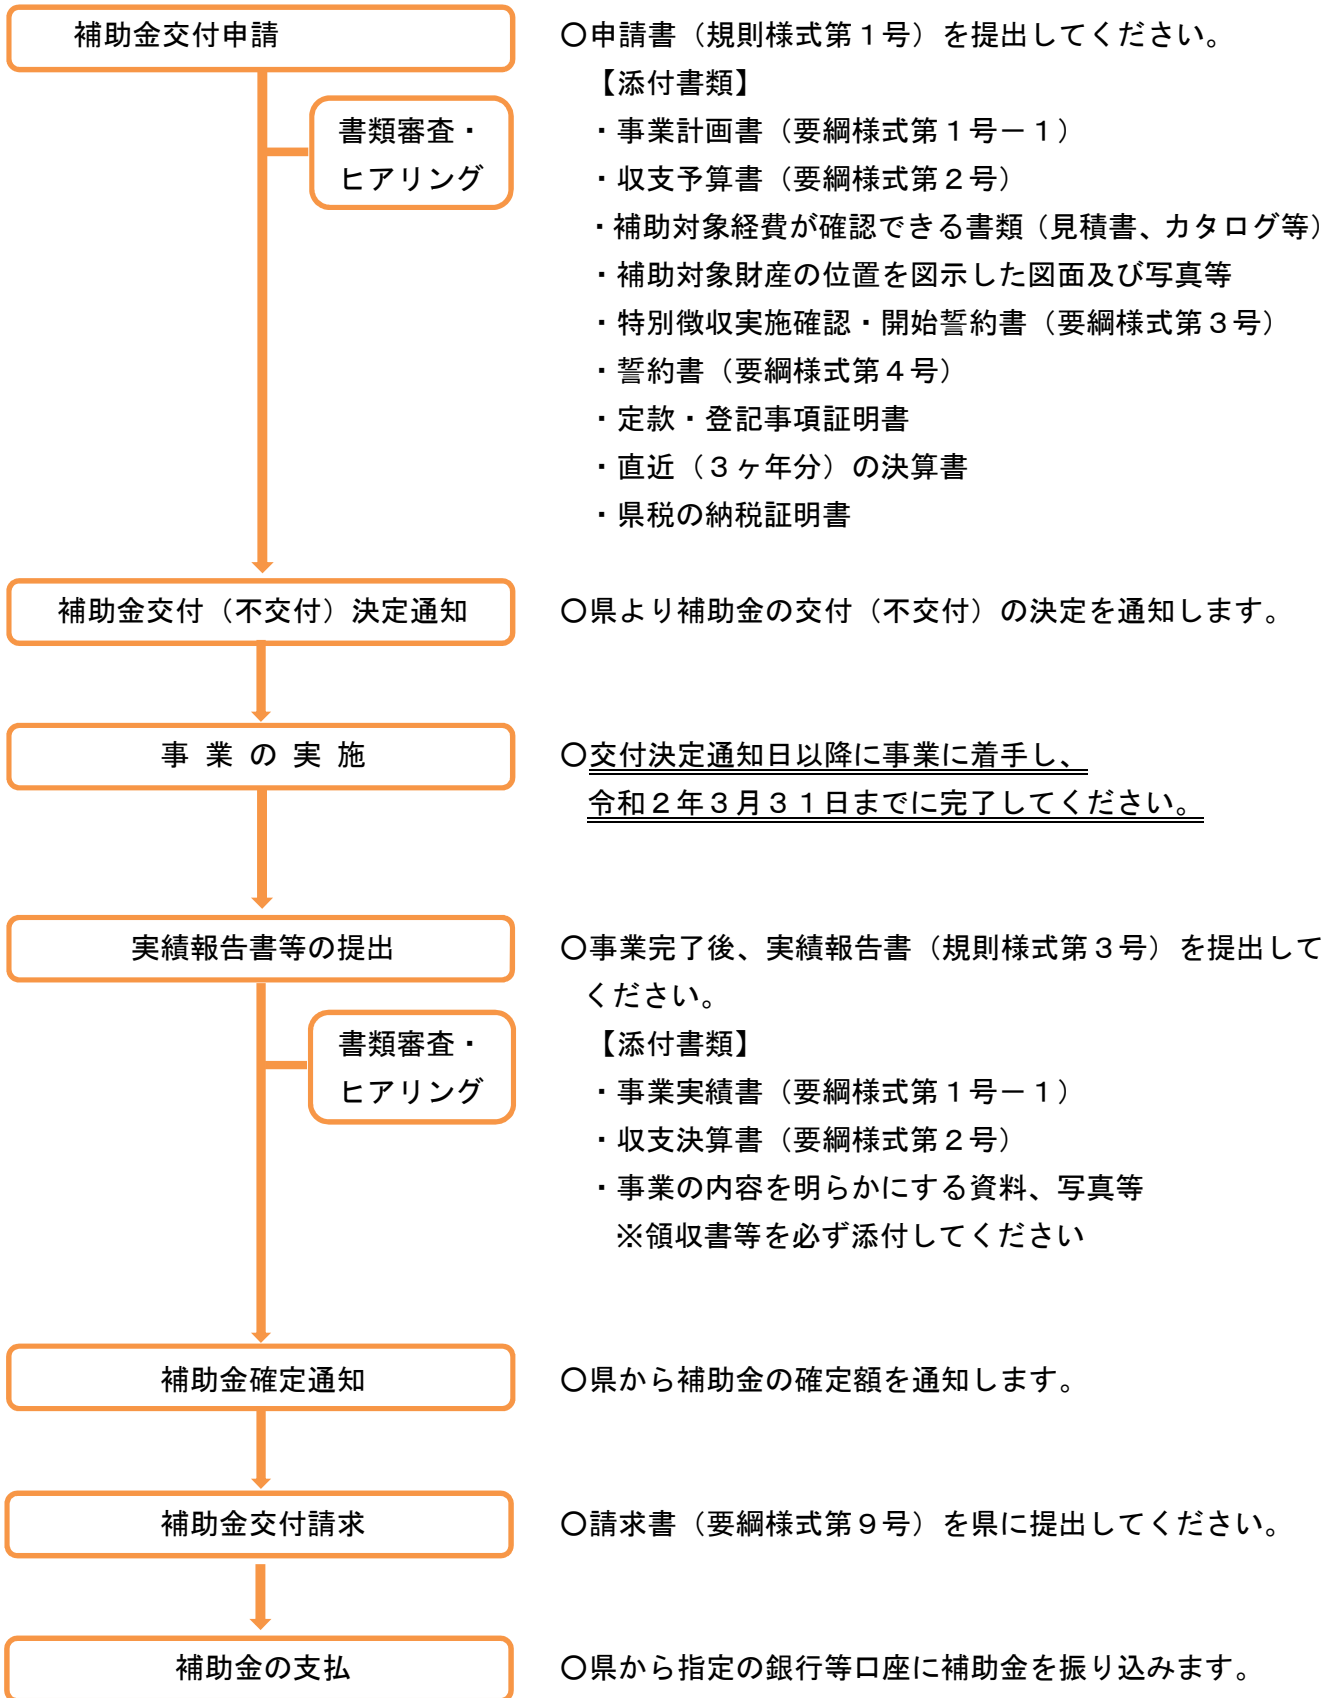 補助金交付申請
〇申請書（規則様式第１号）を提出してください。
【添付書類】
書類審査・
ヒアリング
・事業計画書（要綱様式第１号－１）
・収支予算書（要綱様式第２号）
・補助対象経費が確認できる書類（見積書、カタログ等）
・補助対象財産の位置を図示した図面及び写真等
・特別徴収実施確認・開始誓約書（要綱様式第３号）
・誓約書（要綱様式第４号）
・定款・登記事項証明書
・直近（３ヶ年分）の決算書
・県税の納税証明書
補助金交付（不交付）決定通知
〇県より補助金の交付（不交付）の決定を通知します。
事 業 の 実 施
〇交付決定通知日以降に事業に着手し、
令和２年３月３１日までに完了してください。
実績報告書等の提出
〇事業完了後、実績報告書（規則様式第３号）を提出して
ください。
書類審査・
ヒアリング
【添付書類】
・事業実績書（要綱様式第１号－１）
・収支決算書（要綱様式第２号）
・事業の内容を明らかにする資料、写真等
※領収書等を必ず添付してください
補助金確定通知
〇県から補助金の確定額を通知します。
補助金交付請求
〇請求書（要綱様式第９号）を県に提出してください。
補助金の支払
〇県から指定の銀行等口座に補助金を振り込みます。